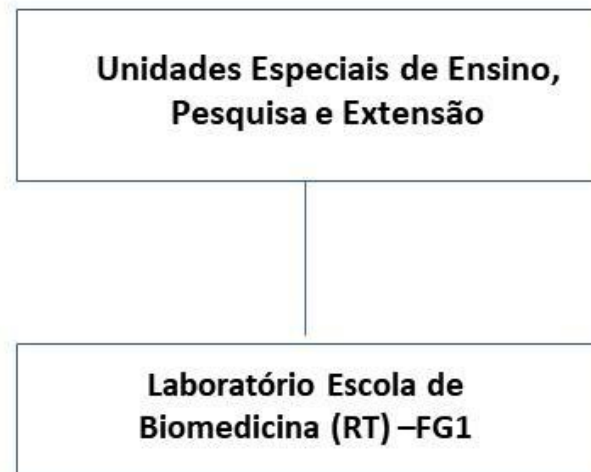 Unidades Especiais de Ensino,
Pesquisa e Extensão
Laboratório Escola de
Biomedicina (RT) –FG1